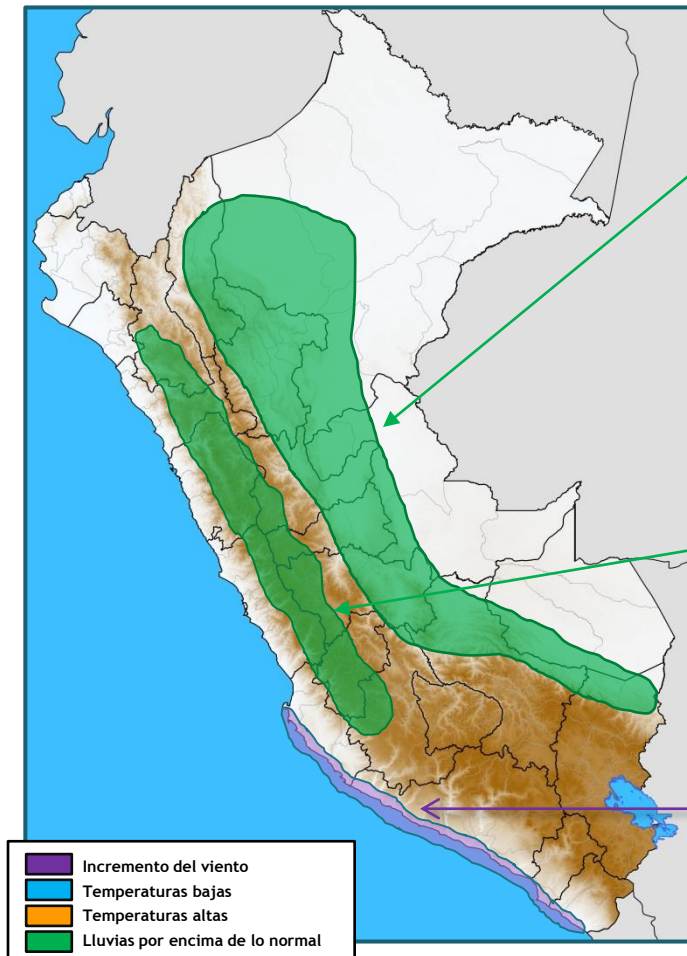 Incremento del viento
Temperaturas bajas
Temperaturas altas
Lluvias por encima de lo normal